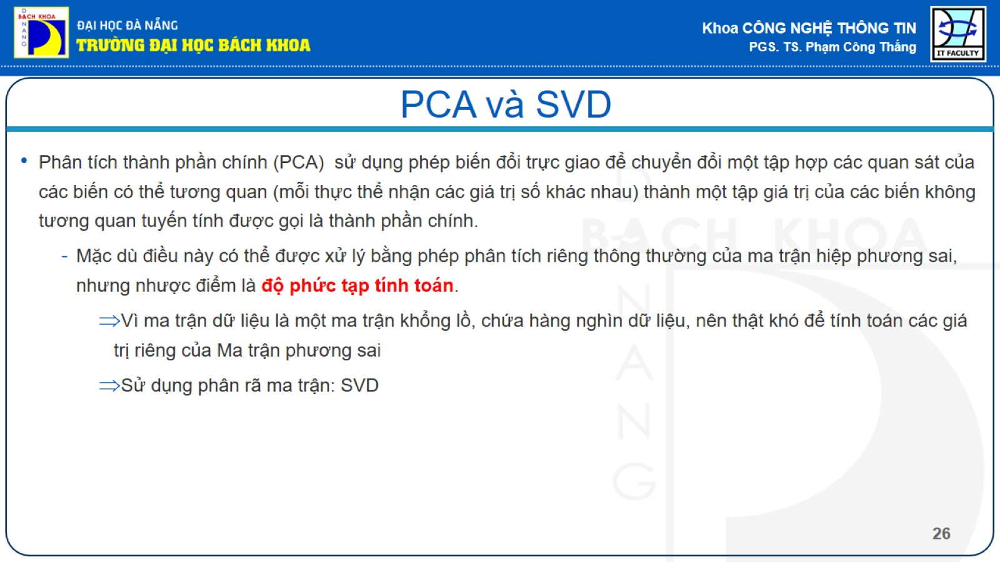 D
BACH KHOA
N
A
N
G
ĐẠI HỌC ĐÀ NẴNG
TRƯỜNG ĐẠI HỌC BÁCH KHOA
Khoa CÔNG NGHỆ THÔNG TIN
PGS. TS. Phạm Công Thắng
IT FACULTY
PCA và SVD
• Phân tích thành phần chính (PCA) sử dụng phép biến đổi trực giao để chuyển đổi một tập hợp các quan sát của
các biến có thể tương quan (mỗi thực thể nhận các giá trị số khác nhau) thành một tập giá trị của các biến không
tương quan tuyến tính được gọi là thành phần chính.
- Mặc dù điều này có thể được xử lý bằng phép phân tích riêng thông thường của ma trận hiệp phương sai,
nhưng nhược điểm là độ phức tạp tính toán.
⇒Vì ma trận dữ liệu là một ma trận khổng lồ, chứa hàng nghìn dữ liệu, nên thật khó để tính toán các giá
trị riêng của Ma trận phương sai
⇒Sử dụng phân rã ma trận: SVD
D
BACH KHOA
N
A
N
G
26